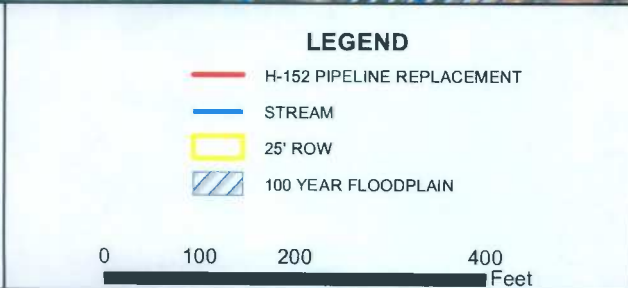 LEGEND
H-152 PIPELINE REPLACEMENT
STREAM
25' ROW
100 YEAR FLOODPLAIN
0 100 200 400
Feet